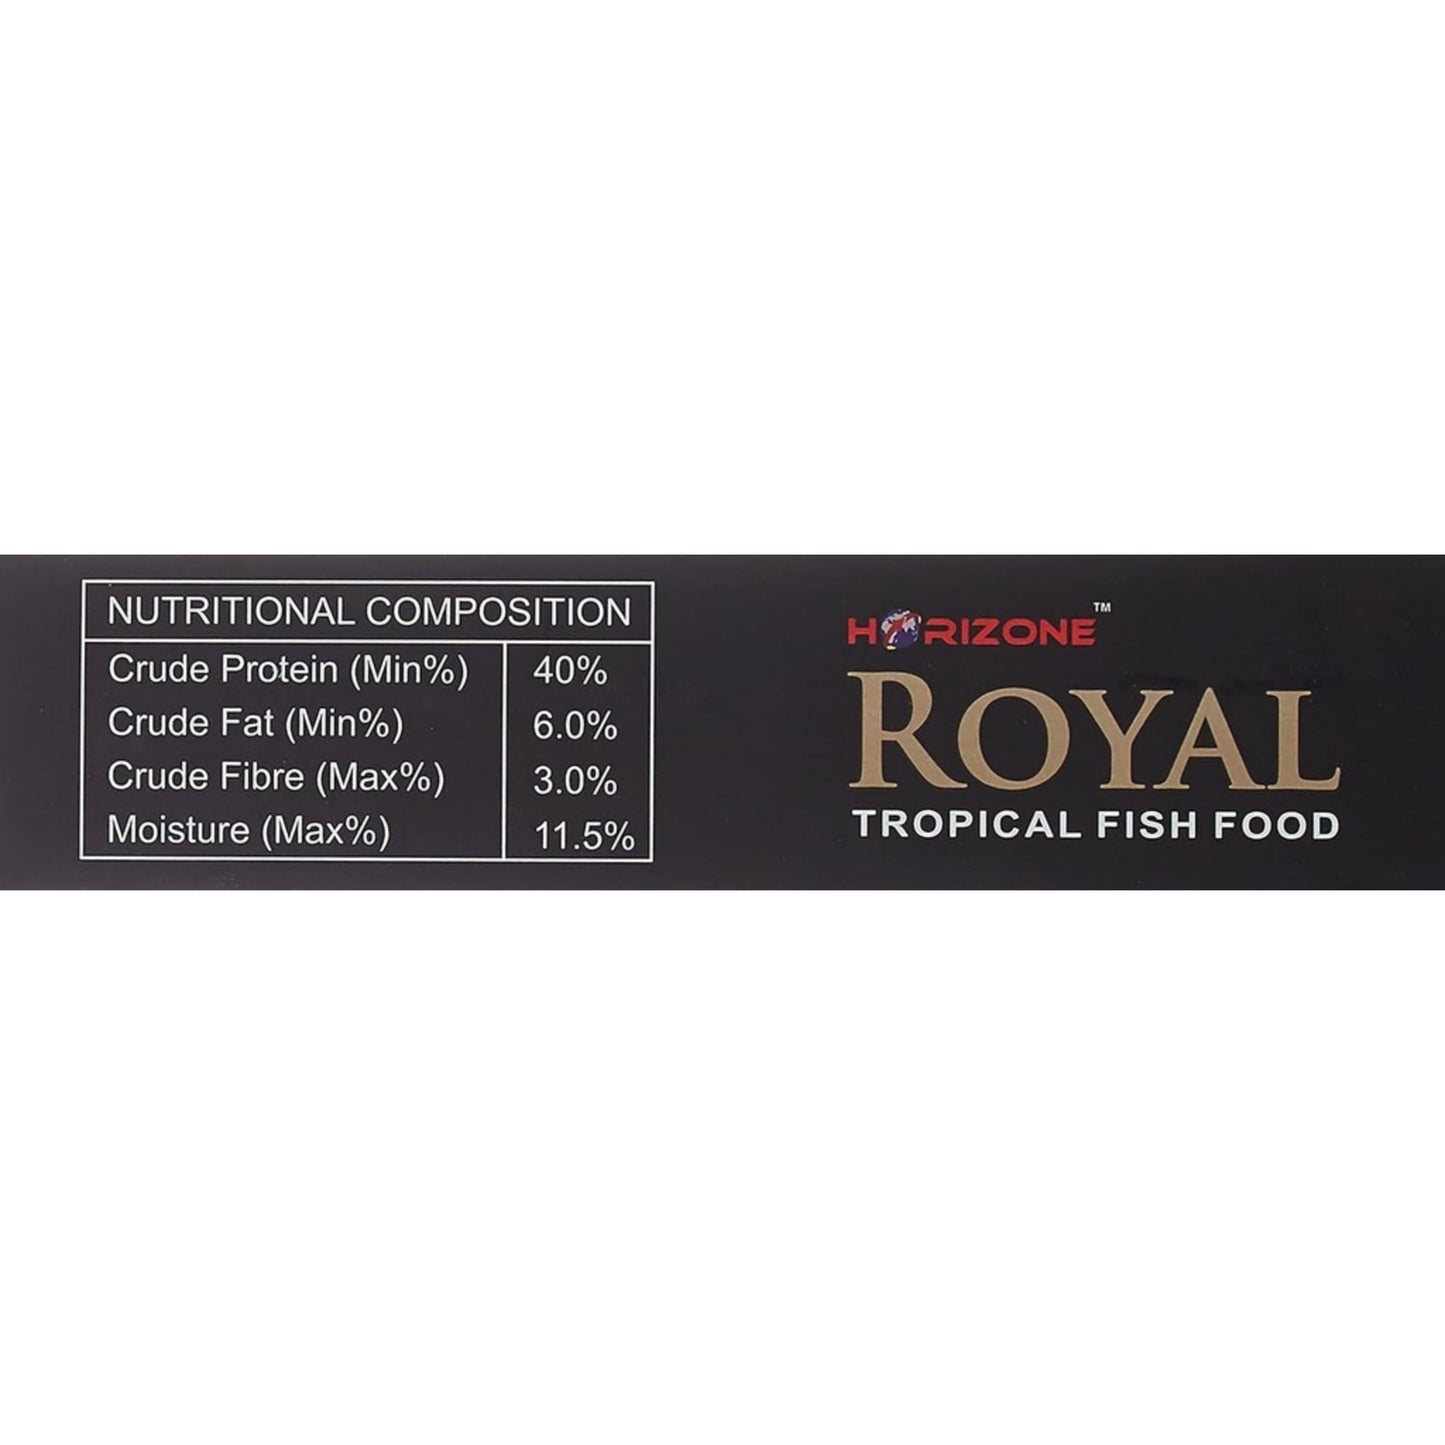 NUTRITIONAL COMPOSITION
Crude Protein (Min%) 40%
Crude Fat (Min%) 6.0%
Crude Fibre (Max%) 3.0%
Moisture (Max%) 11.5%
HORIZONE™
ROYAL
TROPICAL FISH FOOD